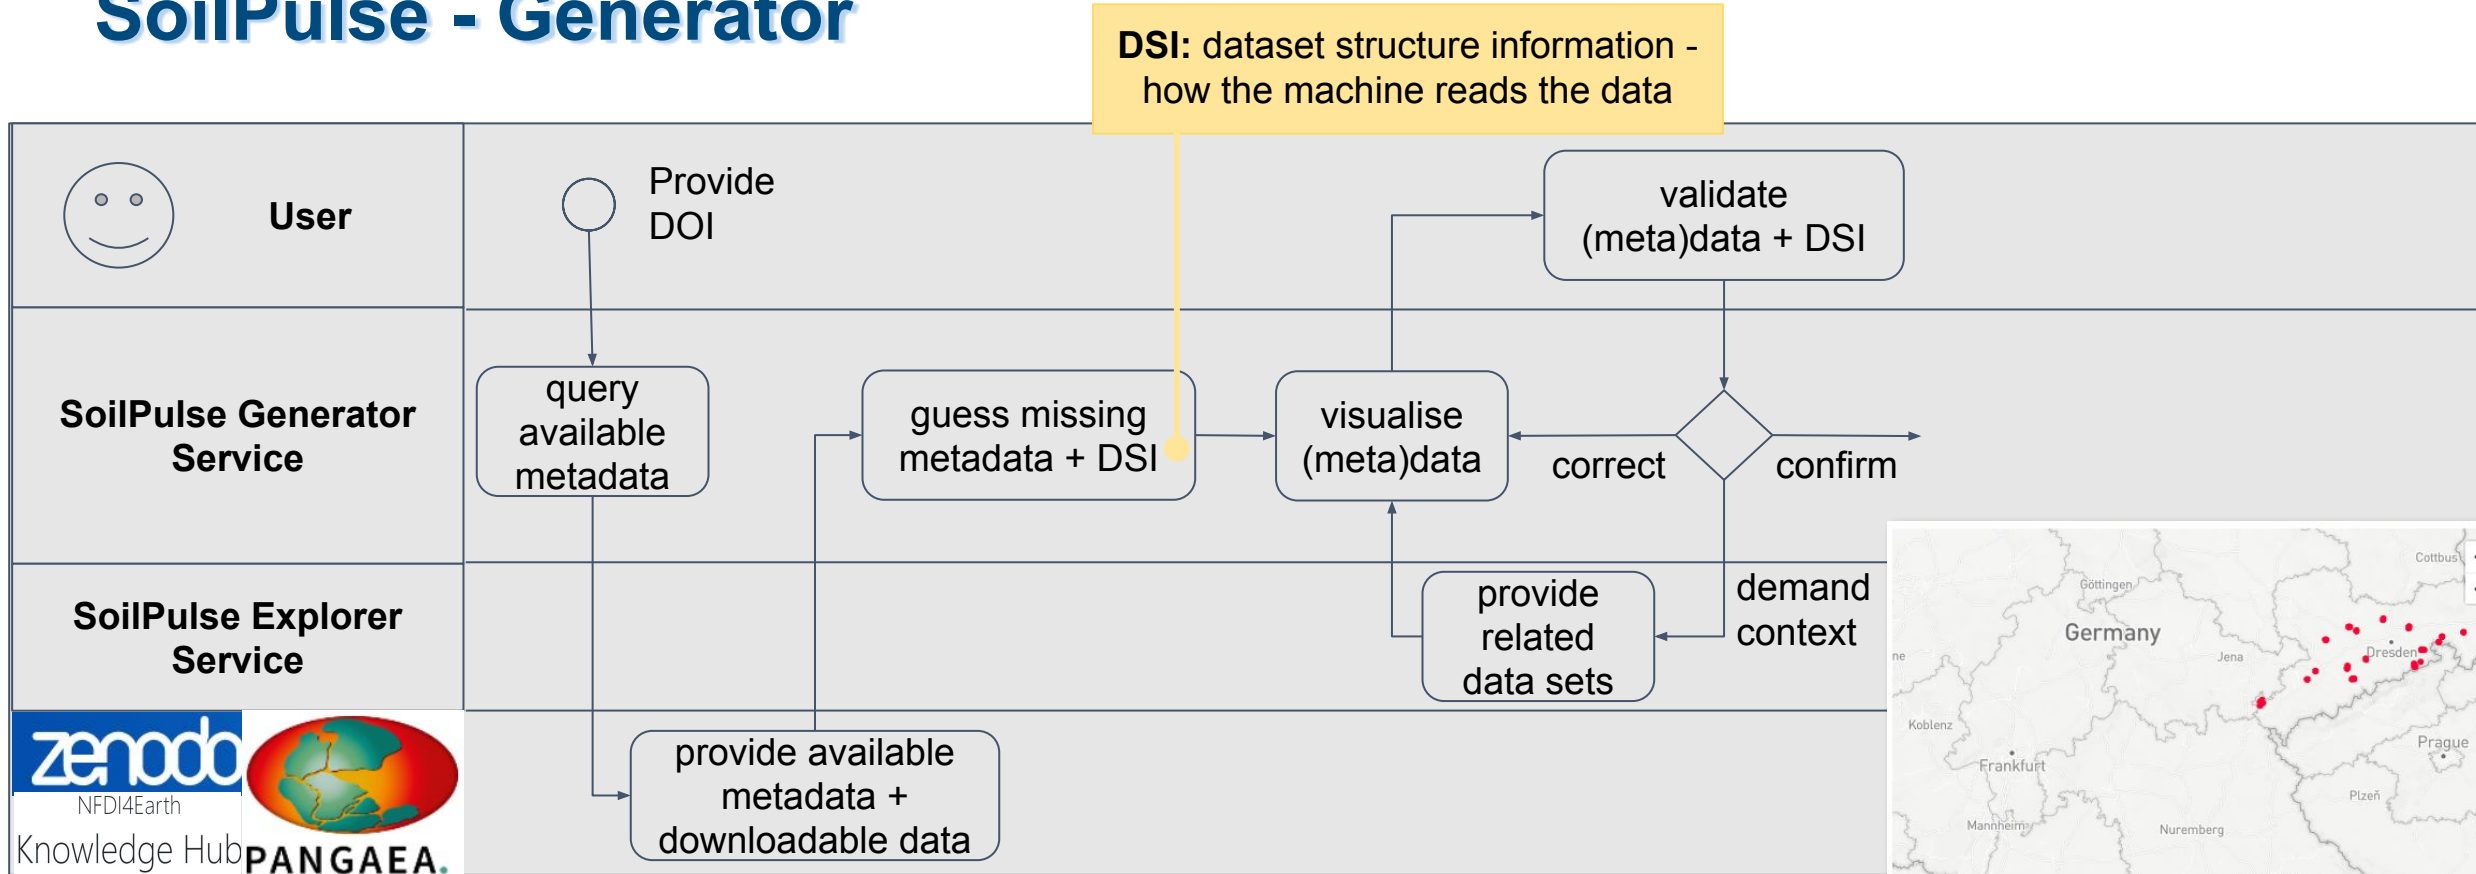 SoilPulse - Generator
DSI: dataset structure information -
how the machine reads the data
User
Provide
DOI
validate
(meta)data + DSI
SoilPulse Generator
Service
query
available
metadata
guess missing
metadata + DSI
visualise
(meta)data
correct
confirm
SoilPulse Explorer
Service
provide
related
data sets
demand
context
zenodo
NFDI4Earth
Knowledge Hub
PANGAEA.
provide available
metadata +
downloadable data
Cottbus
Göttingen
Germany
ne
Jena
Dresden
Koblenz
Frankfurt
Prague
Plzeň
Mannheim
Nuremberg